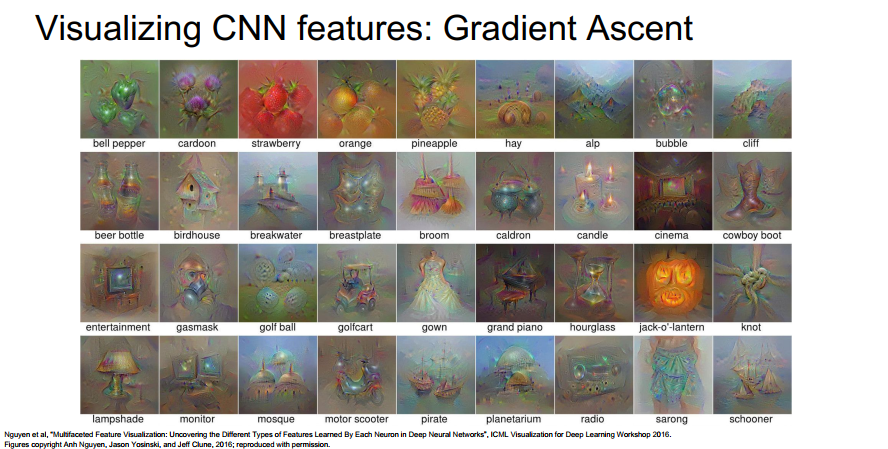 Visualizing CNN features: Gradient Ascent
bell pepper cardoon strawberry orange pineapple hay alp bubble cliff
beer bottle birdhouse breakwater breastplate broom caldron candle cinema cowboy boot
entertainment gasmask golf ball golfcart gown grand piano hourglass jack-o'-lantern knot
lampshade monitor mosque motor scooter pirate planetarium radio sarong schooner
Nguyen et al, "Multifaceted Feature Visualization: Uncovering the Different Types of Features Learned By Each Neuron in Deep Neural Networks", ICML Visualization for Deep Learning Workshop 2016.
Figures copyright Anh Nguyen, Jason Yosinski, and Jeff Clune, 2016; reproduced with permission.